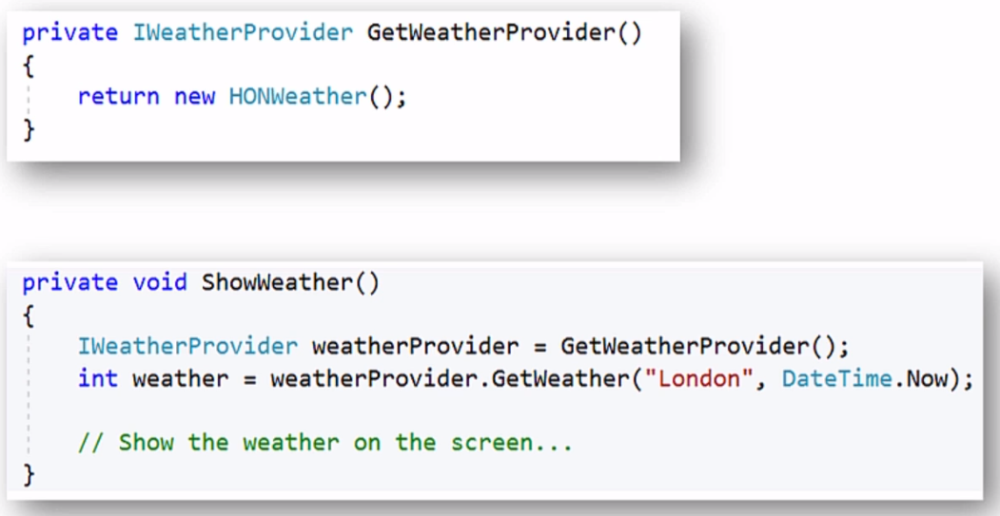 private IWeatherProvider GetWeatherProvider()
{
    return new HONWeather();
}
private void ShowWeather()
{
    IWeatherProvider weatherProvider = GetWeatherProvider();
    int weather = weatherProvider.GetWeather("London", DateTime.Now);
    // Show the weather on the screen...
}